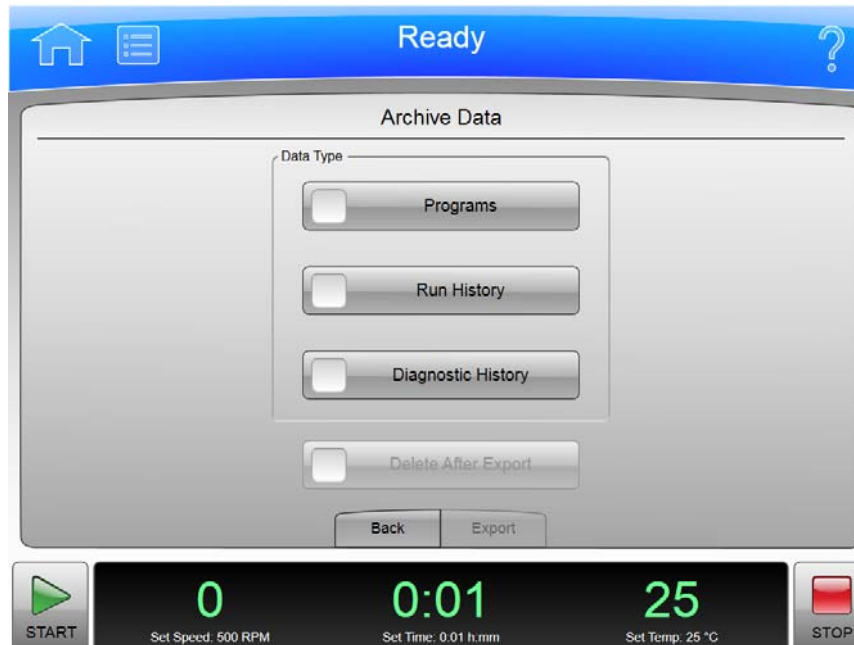 Ready
?
Archive Data
Data Type
Programs
Run History
Diagnostic History
Delete After Export
Back Export
0 0:01 25
START Set Speed: 500 RPM Set Time: 0:01 h:mm Set Temp: 25 °C STOP